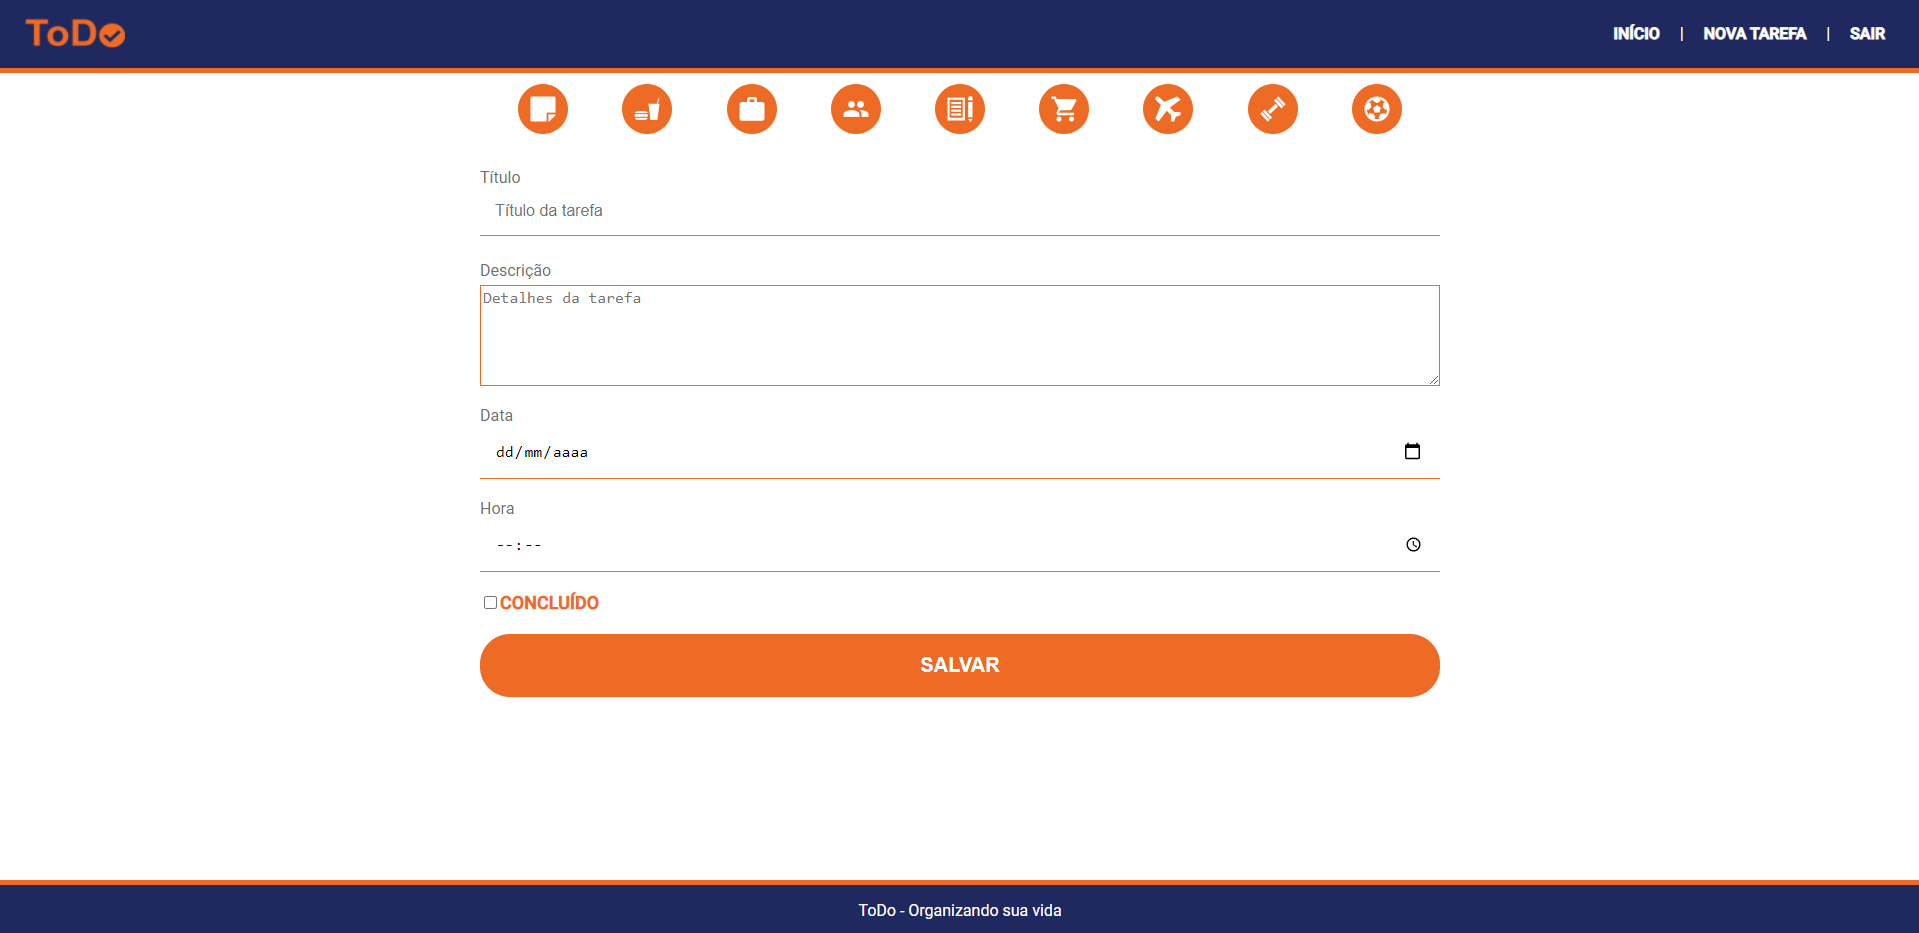 ToDo
INÍCIO | NOVA TAREFA | SAIR
Título
Título da tarefa
Descrição
Detalhes da tarefa
Data
dd/mm/aaaa
Hora
--:--
CONCLUÍDO
SALVAR
ToDo - Organizando sua vida